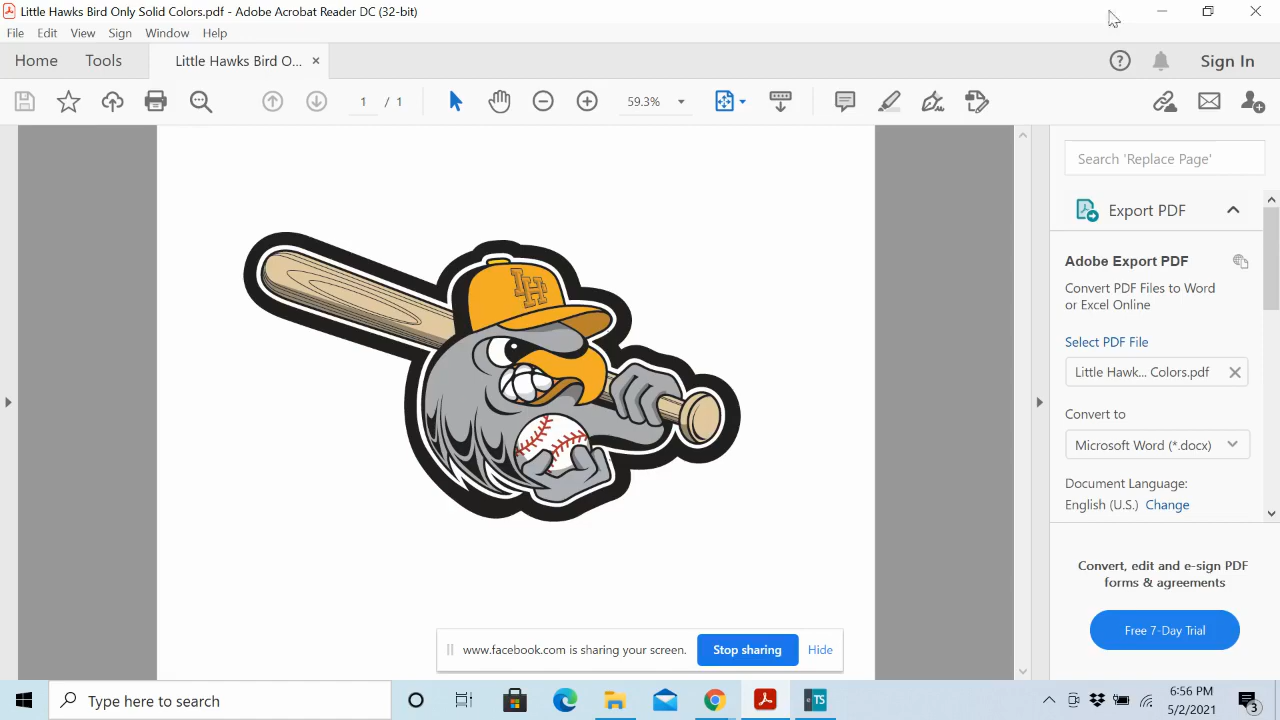 Little Hawks Bird Only Solid Colors.pdf - Adobe Acrobat Reader DC (32-bit)
File Edit View Sign Window Help
Home Tools Little Hawks Bird O... × Sign In
1 / 1 59.3%
Search 'Replace Page'
Export PDF
Adobe Export PDF
Convert PDF Files to Word
or Excel Online
Select PDF File
Little Hawk... Colors.pdf
Convert to
Microsoft Word (*.docx)
Document Language:
English (U.S.) Change
Convert, edit and e-sign PDF
forms & agreements
Free 7-Day Trial
LH
www.facebook.com is sharing your screen. Stop sharing Hide
Type here to search
TS
6:56 PM
5/2/2021
3